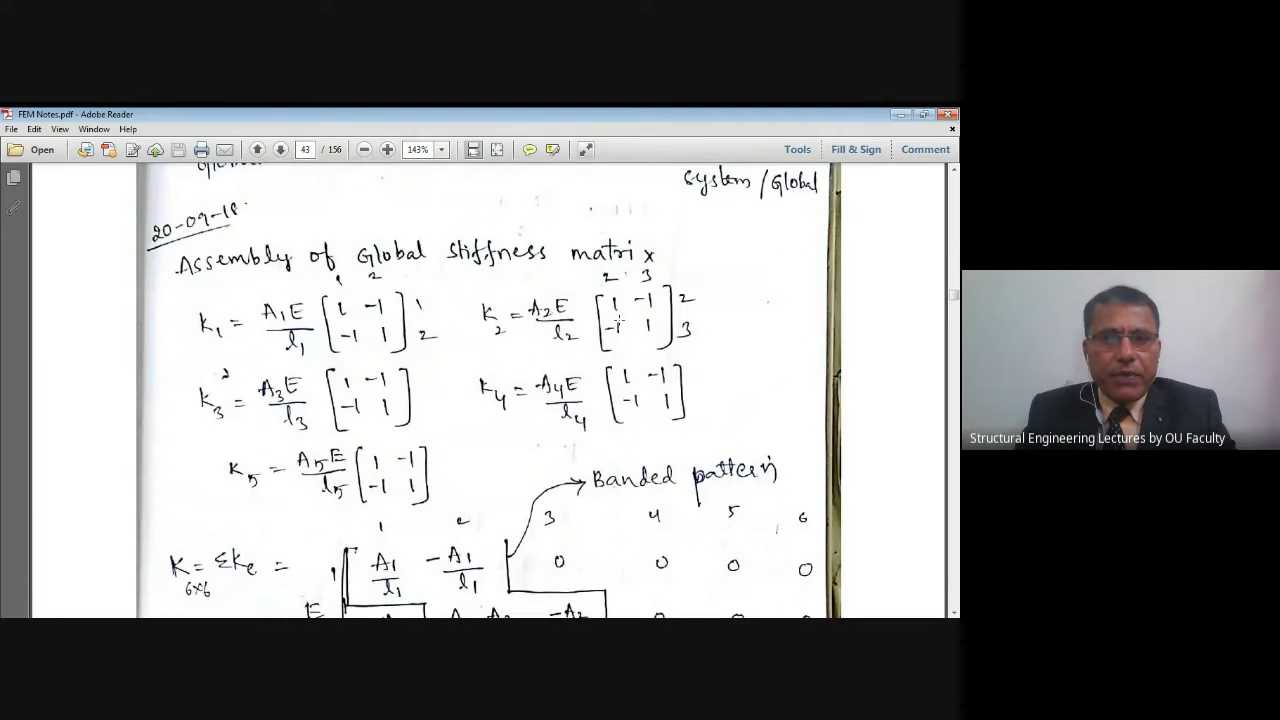 FEM Notes.pdf - Adobe Reader
File Edit View Window Help
Open 43 / 156 143% Tools Fill & Sign Comment
system / Global
20-09-18
Assembly of Global stiffness matrix
1 2 2 3
K1 = A1E/l1 [1 -1 -1 1] 1 2 K2 = A2E/l2 [1 -1 -1 1] 2 3
K3 = A3E/l3 [1 -1 -1 1] K4 = A4E/l4 [1 -1 -1 1]
K5 = A5E/l5 [1 -1 -1 1]
Banded pattern
1 2 3 4 5 6
K 6x6 = ΣKe = 1 A1/l1 -A1/l1 0 0 0 0
E
-A2
Structural Engineering Lectures by OU Faculty